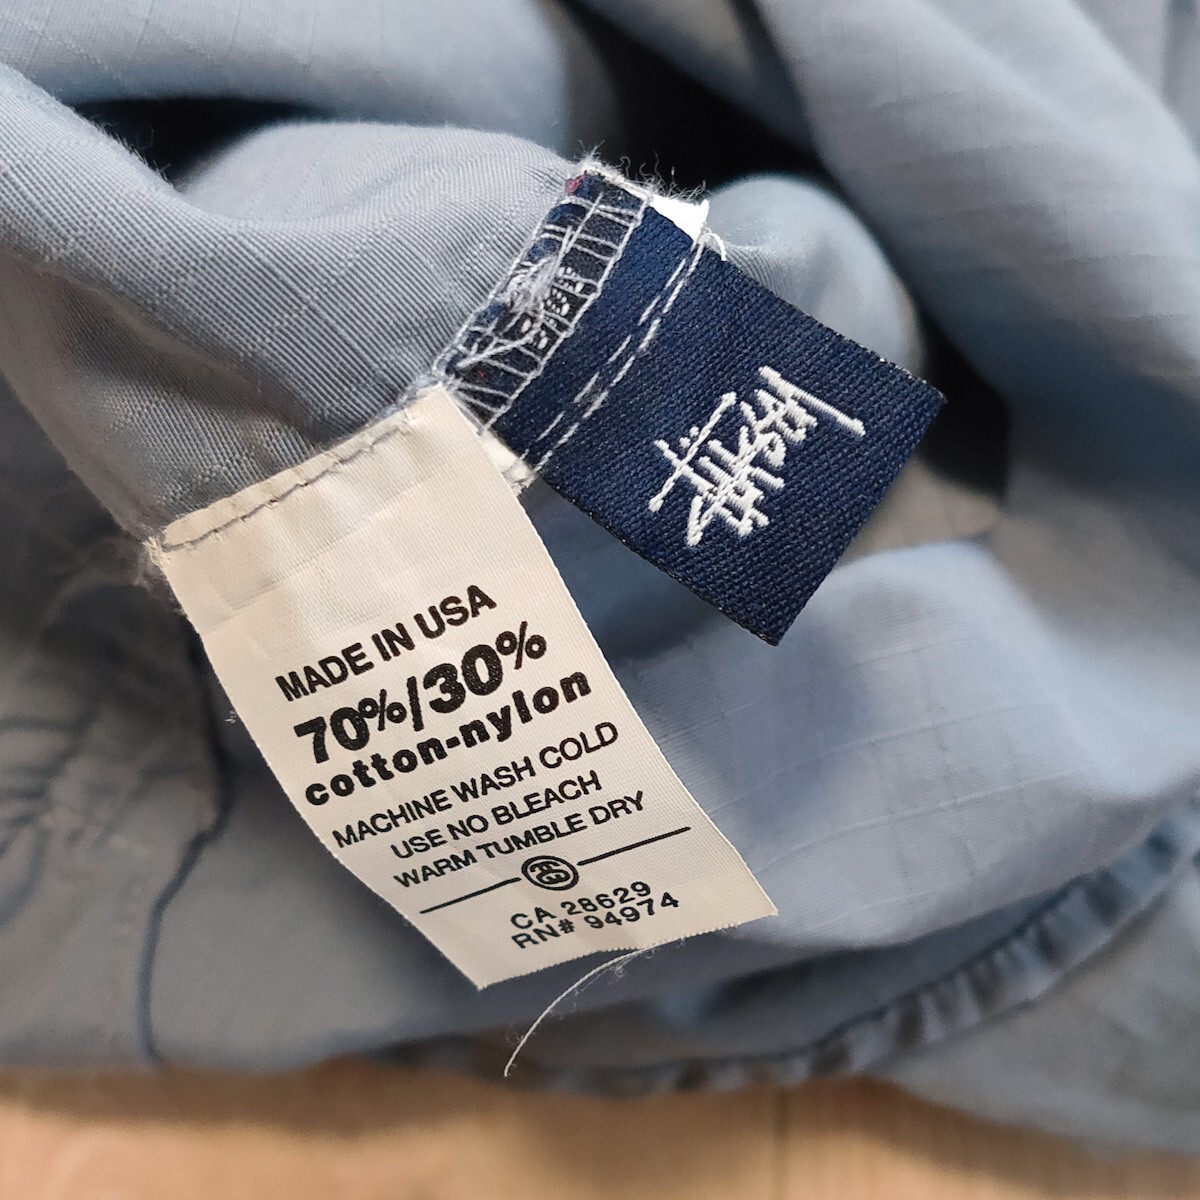 Stüssy
MADE IN USA
70%/30%
cotton-nylon
MACHINE WASH COLD
USE NO BLEACH
WARM TUMBLE DRY
CA 28629
RN# 94974